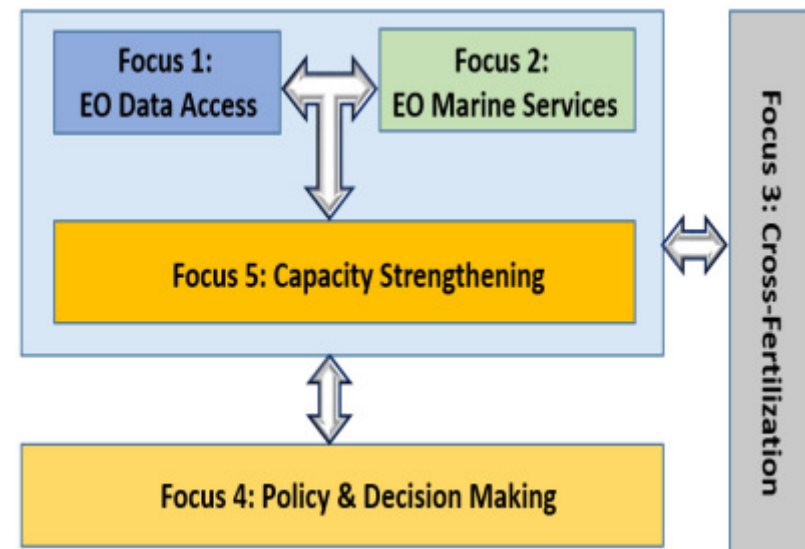 Focus 1:
EO Data Access
Focus 2:
EO Marine Services
Focus 5: Capacity Strengthening
Focus 4: Policy & Decision Making
Focus 3: Cross-Fertilization